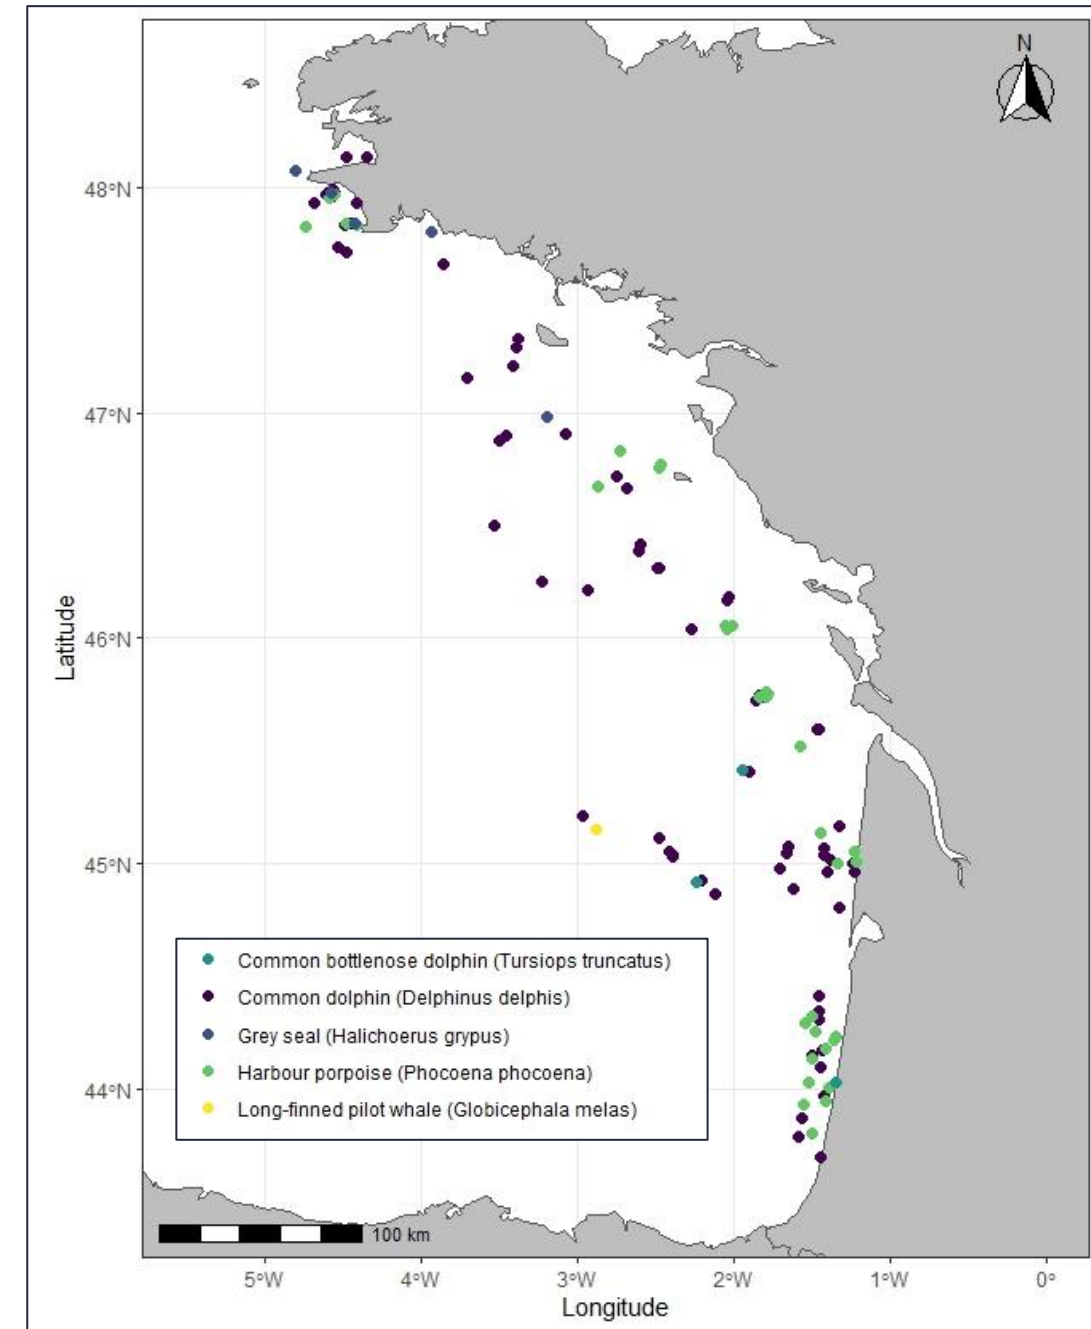 N
48°N
47°N
46°N
45°N
44°N
Latitude
Common bottlenose dolphin (Tursiops truncatus)
Common dolphin (Delphinus delphis)
Grey seal (Halichoerus grypus)
Harbour porpoise (Phocoena phocoena)
Long-finned pilot whale (Globicephala melas)
100 km
5°W 4°W 3°W 2°W 1°W 0°
Longitude